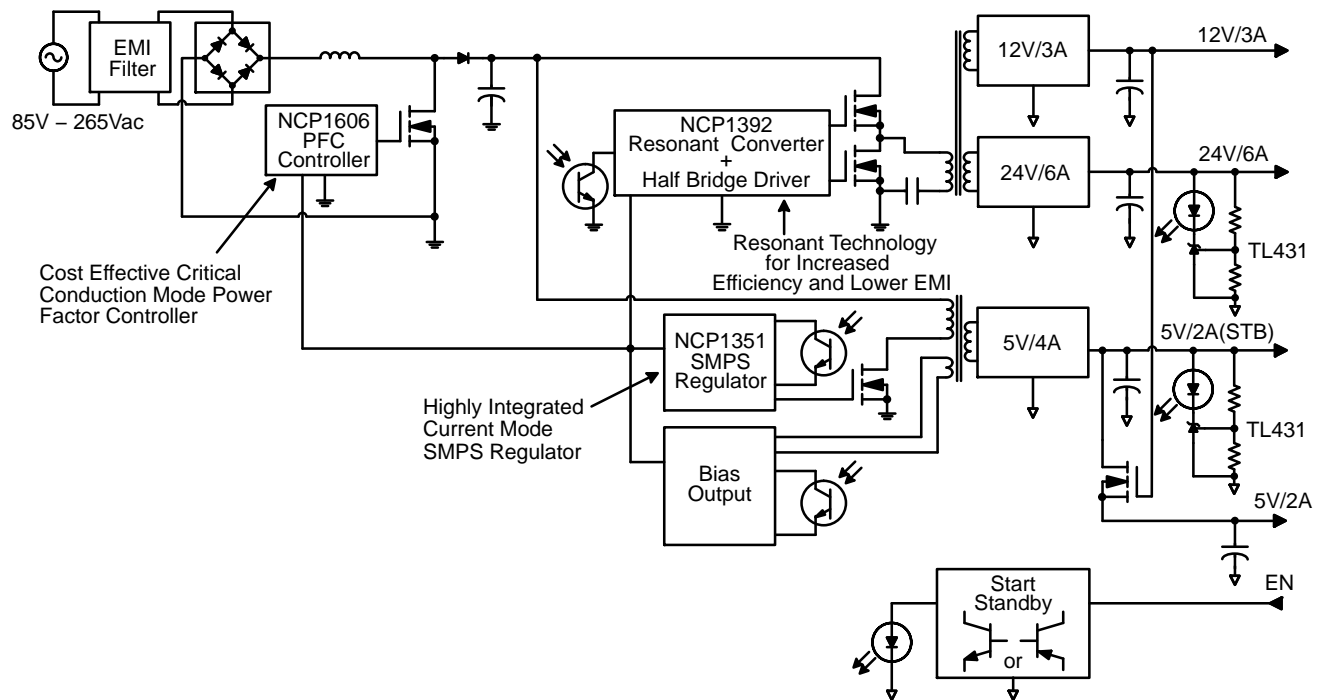 EMI
Filter
85V – 265Vac
NCP1606
PFC
Controller
Cost Effective Critical
Conduction Mode Power
Factor Controller
NCP1392
Resonant Converter
+
Half Bridge Driver
Resonant Technology
for Increased
Efficiency and Lower EMI
12V/3A
12V/3A
24V/6A
24V/6A
TL431
NCP1351
SMPS
Regulator
Highly Integrated
Current Mode
SMPS Regulator
5V/4A
5V/2A(STB)
TL431
Bias
Output
5V/2A
Start
Standby
or
EN